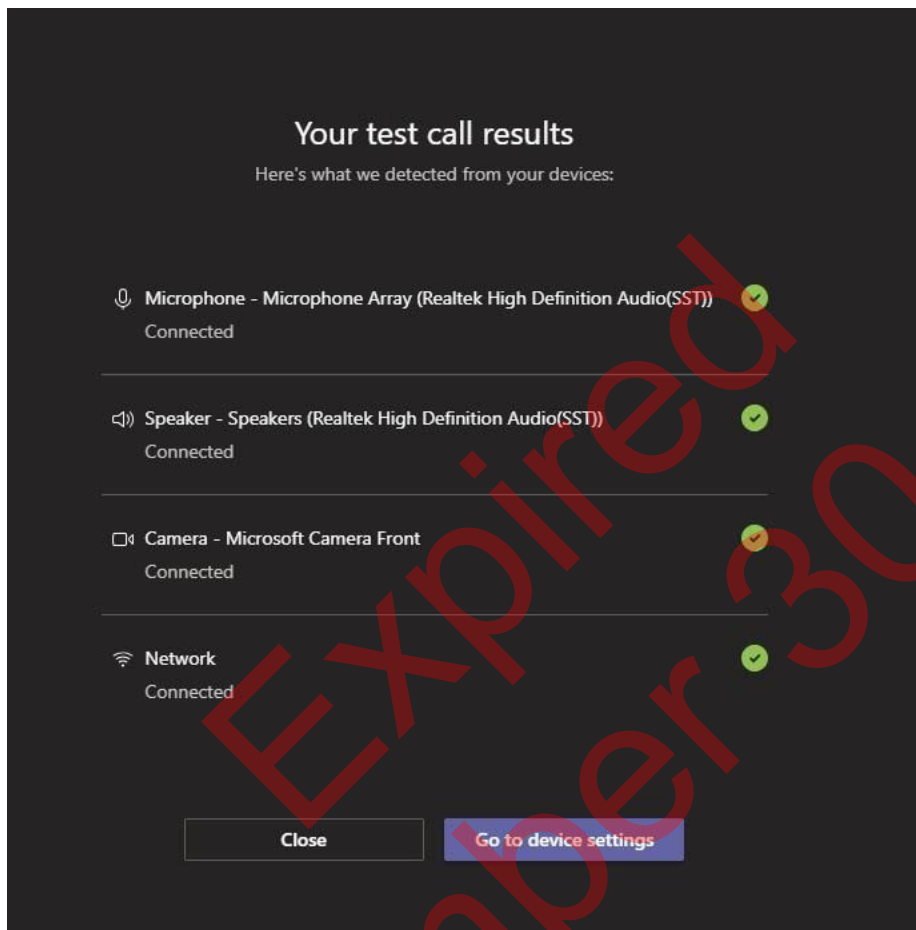 Your test call results
Here's what we detected from your devices:
Microphone - Microphone Array (Realtek High Definition Audio(SST))
Connected
Speaker - Speakers (Realtek High Definition Audio(SST))
Connected
Camera - Microsoft Camera Front
Connected
Network
Connected
Close
Go to device settings
Expired
30